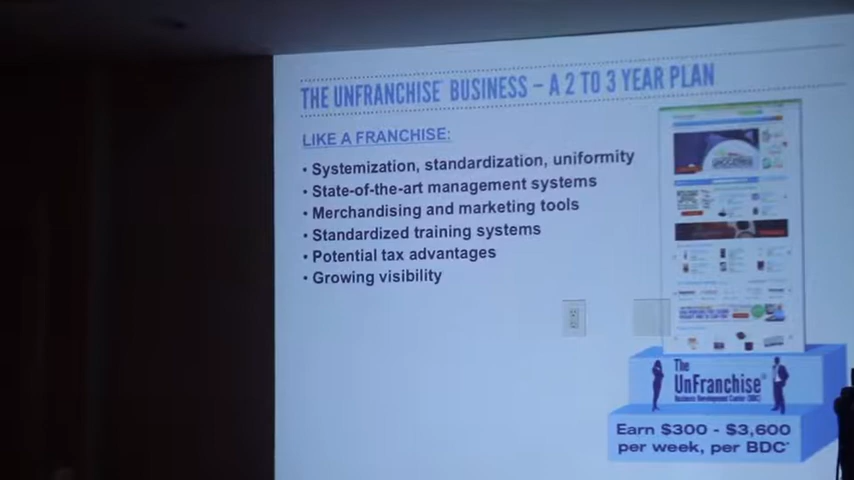 THE UNFRANCHISE BUSINESS – A 2 TO 3 YEAR PLAN
LIKE A FRANCHISE:
• Systemization, standardization, uniformity
• State-of-the-art management systems
• Merchandising and marketing tools
• Standardized training systems
• Potential tax advantages
• Growing visibility
The
UnFranchise®
Business Development Center (BDC)
Earn $300 - $3,600
per week, per BDC*